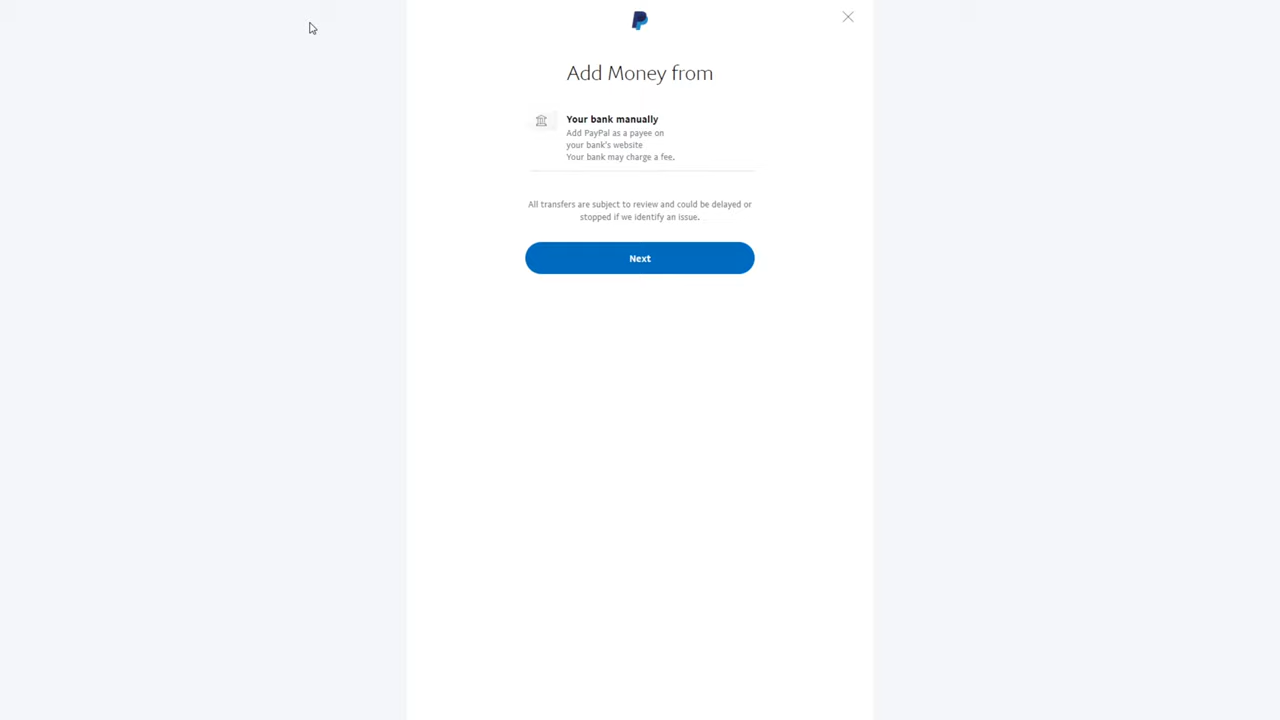 Add Money from
Your bank manually
Add PayPal as a payee on
your bank's website
Your bank may charge a fee.
All transfers are subject to review and could be delayed or
stopped if we identify an issue.
Next